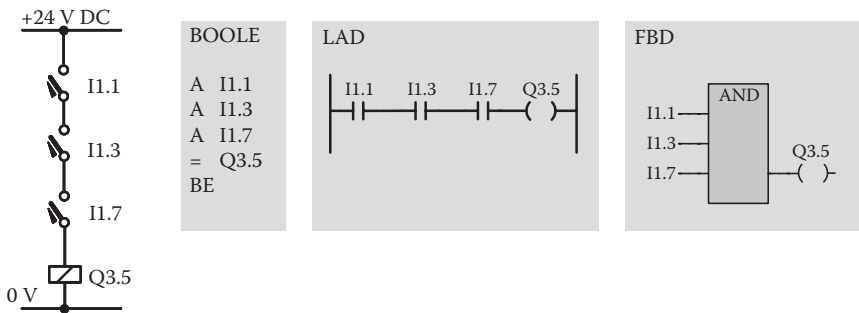 +24 V DC
I1.1
I1.3
I1.7
Q3.5
0 V
BOOLE
A I1.1
A I1.3
A I1.7
= Q3.5
BE
LAD
I1.1 I1.3 I1.7 Q3.5
FBD
AND
I1.1
I1.3
I1.7
Q3.5